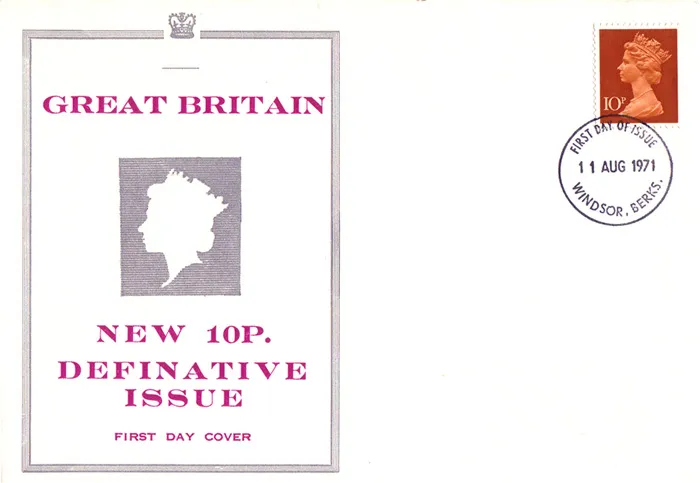 GREAT BRITAIN
NEW 10P.
DEFINATIVE
ISSUE
FIRST DAY COVER
10P
FIRST DAY OF ISSUE
11 AUG 1971
WINDSOR, BERKS.